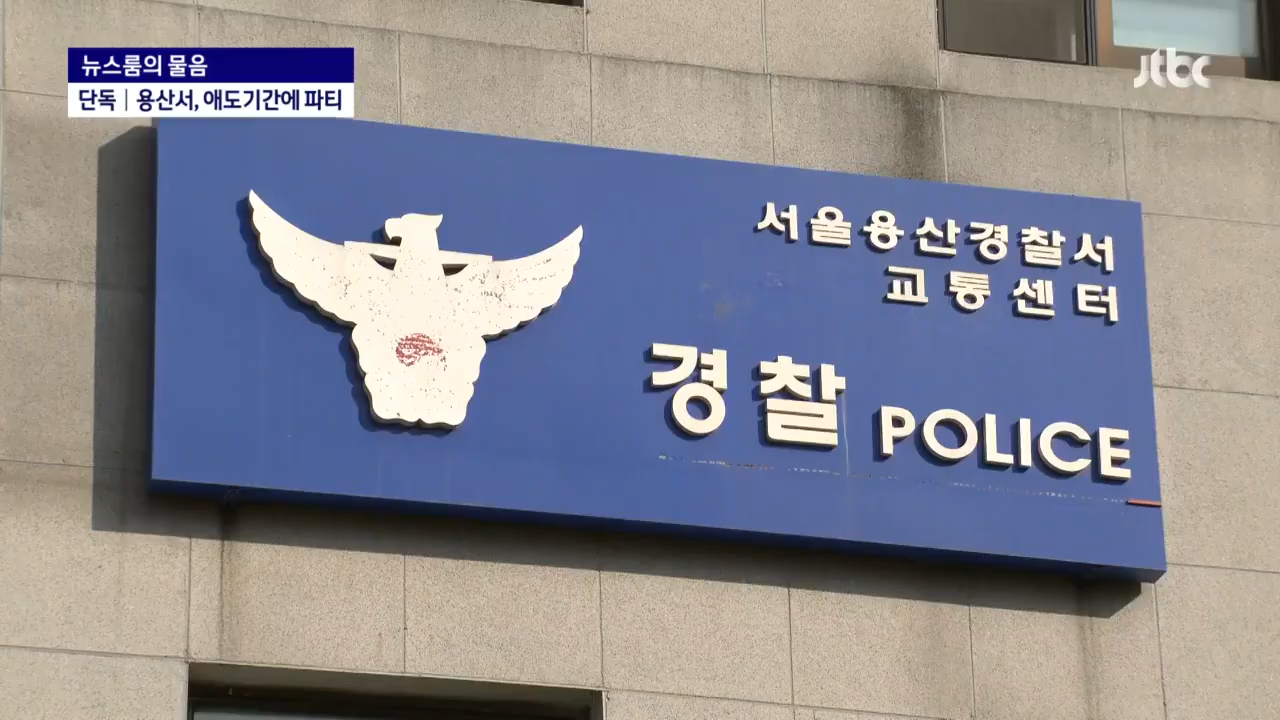 뉴스룸의 물음
단독｜용산서, 애도기간에 파티
jtbc
서울용산경찰서
교통센터
경찰 POLICE